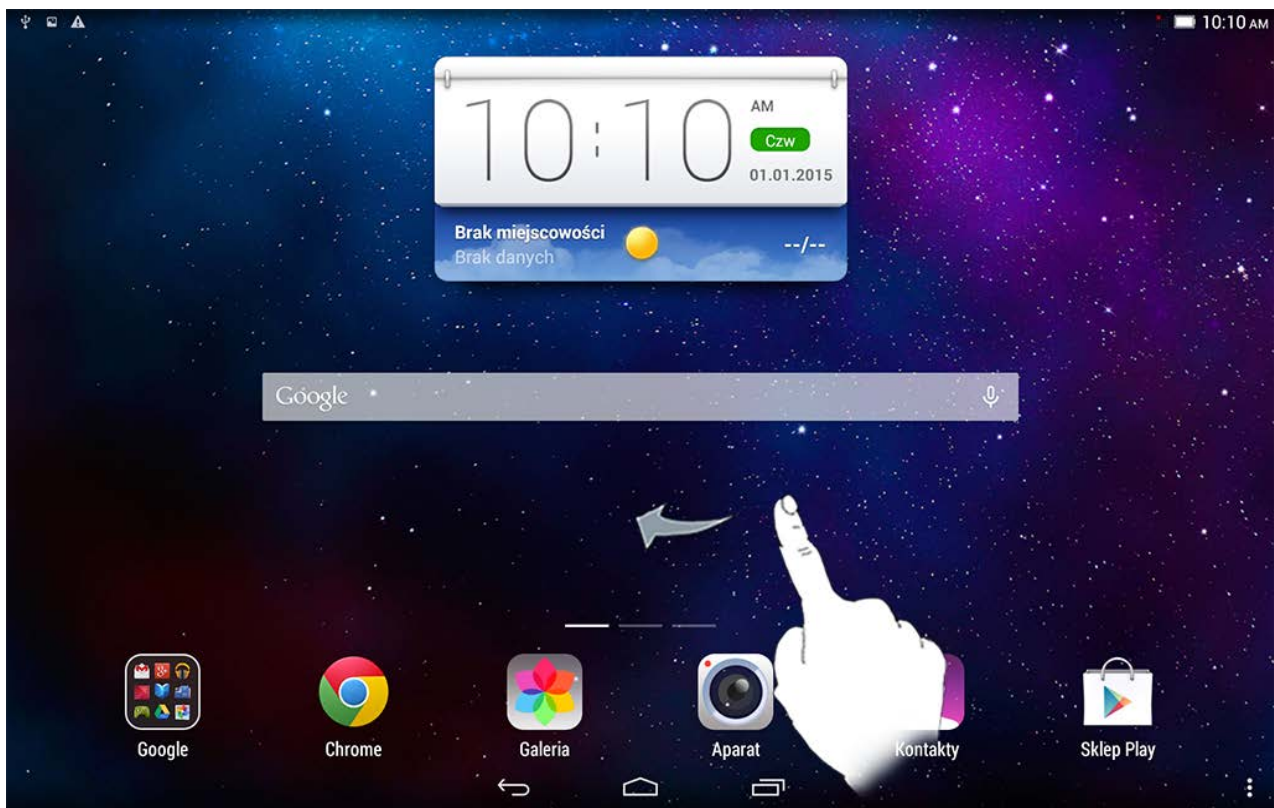 10:10 AM
10:10
AM
Czw
01.01.2015
Brak miejscowości
Brak danych
--/--
Google
Google
Chrome
Galeria
Aparat
Kontakty
Sklep Play